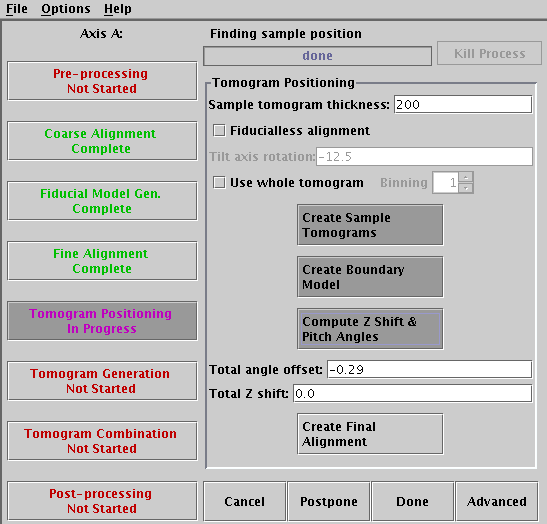 File Options Help
Axis A:
Finding sample position
done
Kill Process
Pre-processing
Not Started
Coarse Alignment
Complete
Fiducial Model Gen.
Complete
Fine Alignment
Complete
Tomogram Positioning
In Progress
Tomogram Generation
Not Started
Tomogram Combination
Not Started
Post-processing
Not Started
Tomogram Positioning
Sample tomogram thickness: 200
Fiducialless alignment
Tilt axis rotation: -12.5
Use whole tomogram Binning 1
Create Sample
Tomograms
Create Boundary
Model
Compute Z Shift &
Pitch Angles
Total angle offset: -0.29
Total Z shift: 0.0
Create Final
Alignment
Cancel Postpone Done Advanced